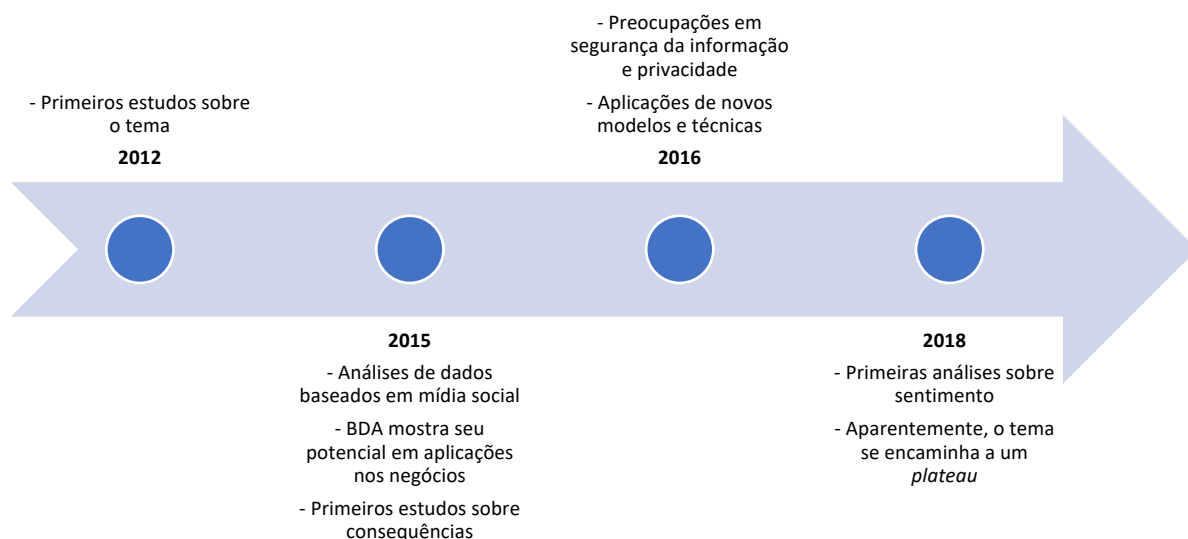 - Primeiros estudos sobre
o tema
2012
2015
- Análises de dados
baseados em mídia social
- BDA mostra seu
potencial em aplicações
nos negócios
- Primeiros estudos sobre
consequências
- Preocupações em
segurança da informação
e privacidade
- Aplicações de novos
modelos e técnicas
2016
2018
- Primeiras análises sobre
sentimento
- Aparentemente, o tema
se encaminha a um
plateau